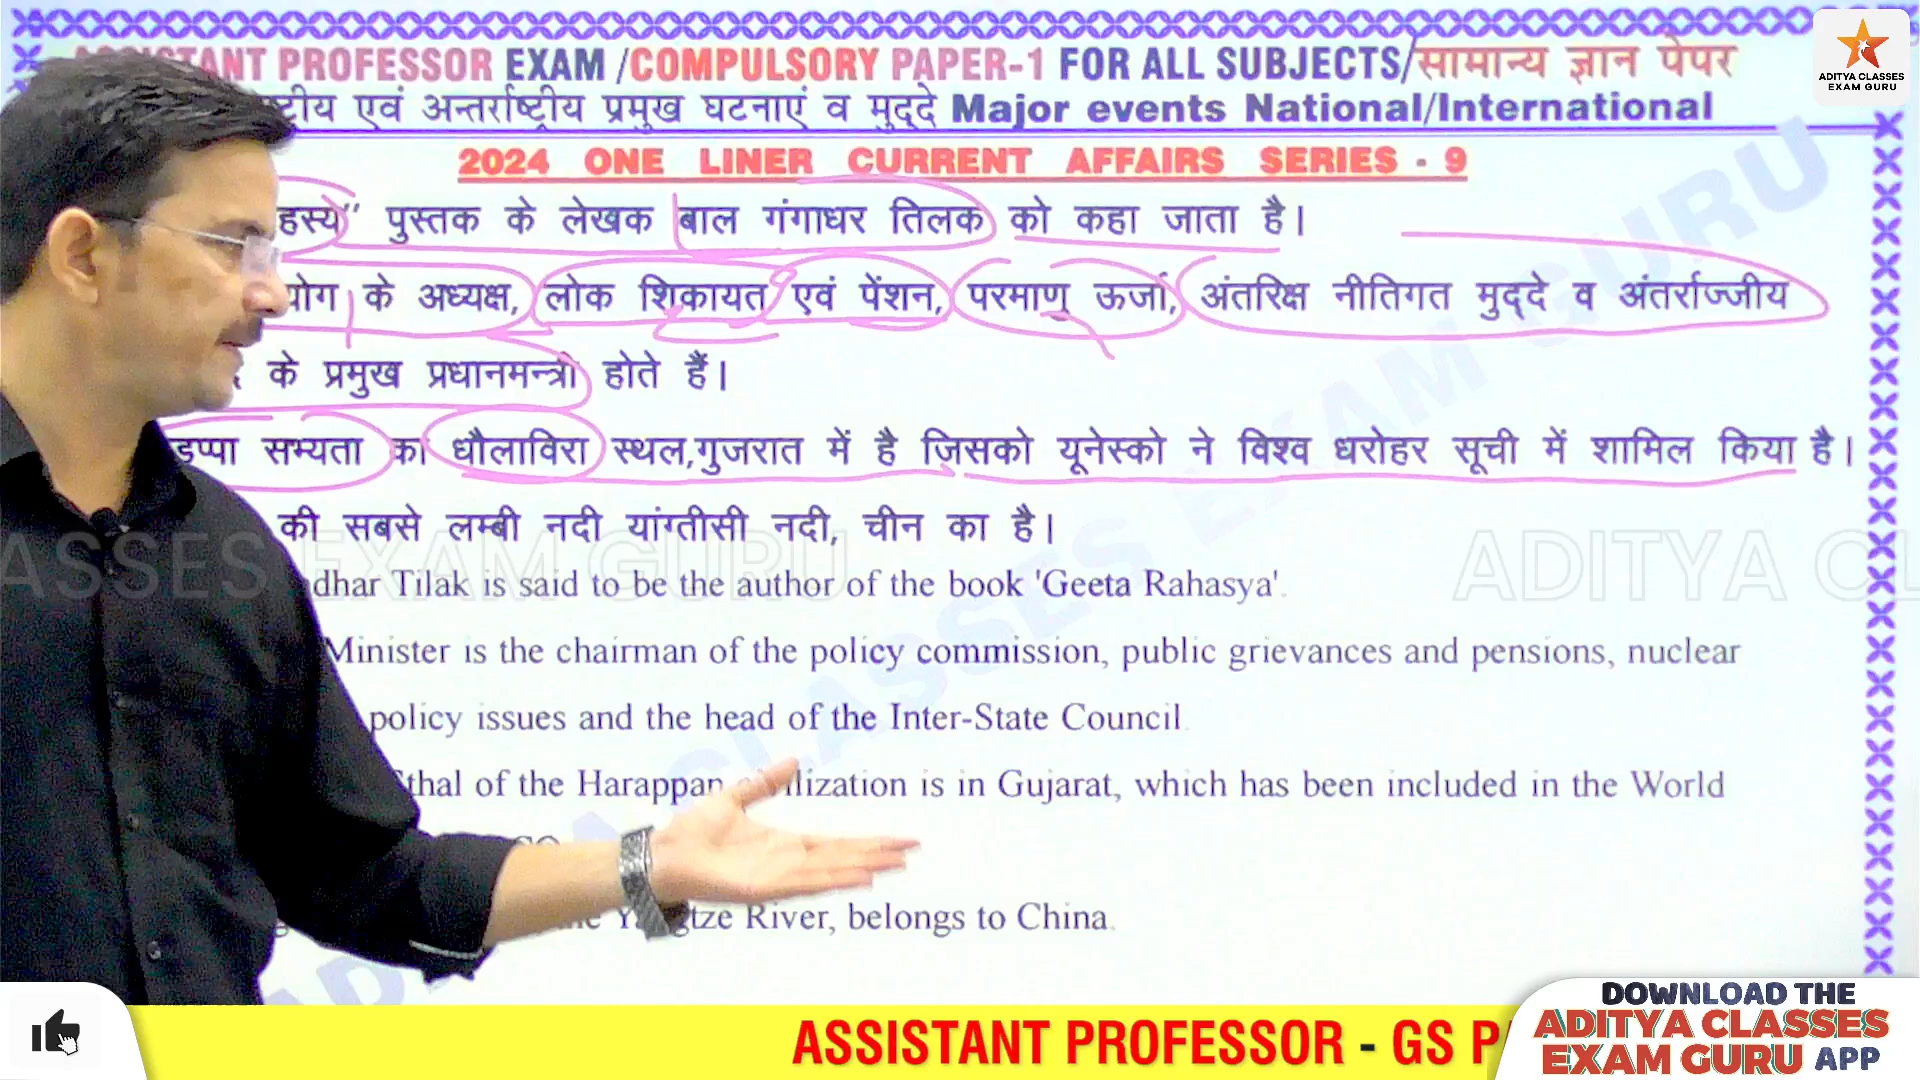 PROFESSOR EXAM /COMPULSORY PAPER-1 FOR ALL SUBJECTS/सामान्य ज्ञान पेपर
एवं अन्तर्राष्ट्रीय प्रमुख घटनाएं व मुद्दे Major events National/International
2024 ONE LINER CURRENT AFFAIRS SERIES - 9
पुस्तक के लेखक बाल गंगाधर तिलक को कहा जाता है।
के अध्यक्ष, लोक शिकायत एवं पेंशन, परमाणु ऊर्जा, अंतरिक्ष नीतिगत मुद्दे व अंतर्राज्जीय
के प्रमुख प्रधानमन्त्री होते हैं।
सभ्यता का धौलाविरा स्थल,गुजरात में है जिसको यूनेस्को ने विश्व धरोहर सूची में शामिल किया है।
की सबसे लम्बी नदी यांग्तीसी नदी, चीन का है।
Tilak is said to be the author of the book 'Geeta Rahasya'.
Minister is the chairman of the policy commission, public grievances and pensions, nuclear
policy issues and the head of the Inter-State Council
of the Harappan is in Gujarat, which has been included in the World
River, belongs to China.
ADITYA CLASSES
EXAM GURU
ASSISTANT PROFESSOR - GS
DOWNLOAD THE
ADITYA CLASSES
EXAM GURU APP